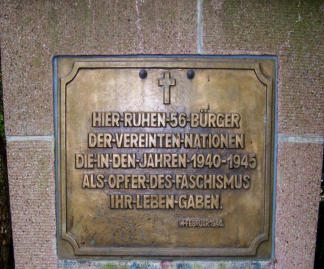 HIER·RUHEN·56·BÜRGER
DER·VEREINTEN·NATIONEN
DIE·IN·DEN·JAHREN·1940-1945
ALS·OPFER·DES·FASCHISMUS
IHR·LEBEN·GABEN.